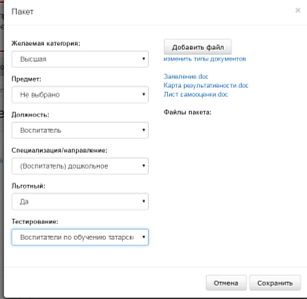 Пакет
×
Желаемая категория:
Высшая
Предмет:
Не выбрано
Должность:
Воспитатель
Специализация/направление:
(Воспитатель) дошкольное
Льготный:
Да
Тестирование:
Воспитатели по обучению татарск
Добавить файл
изменить типы документов
Заявление.doc
Карта результативности.doc
Лист самооценки.doc
Файлы пакета:
Отмена
Сохранить